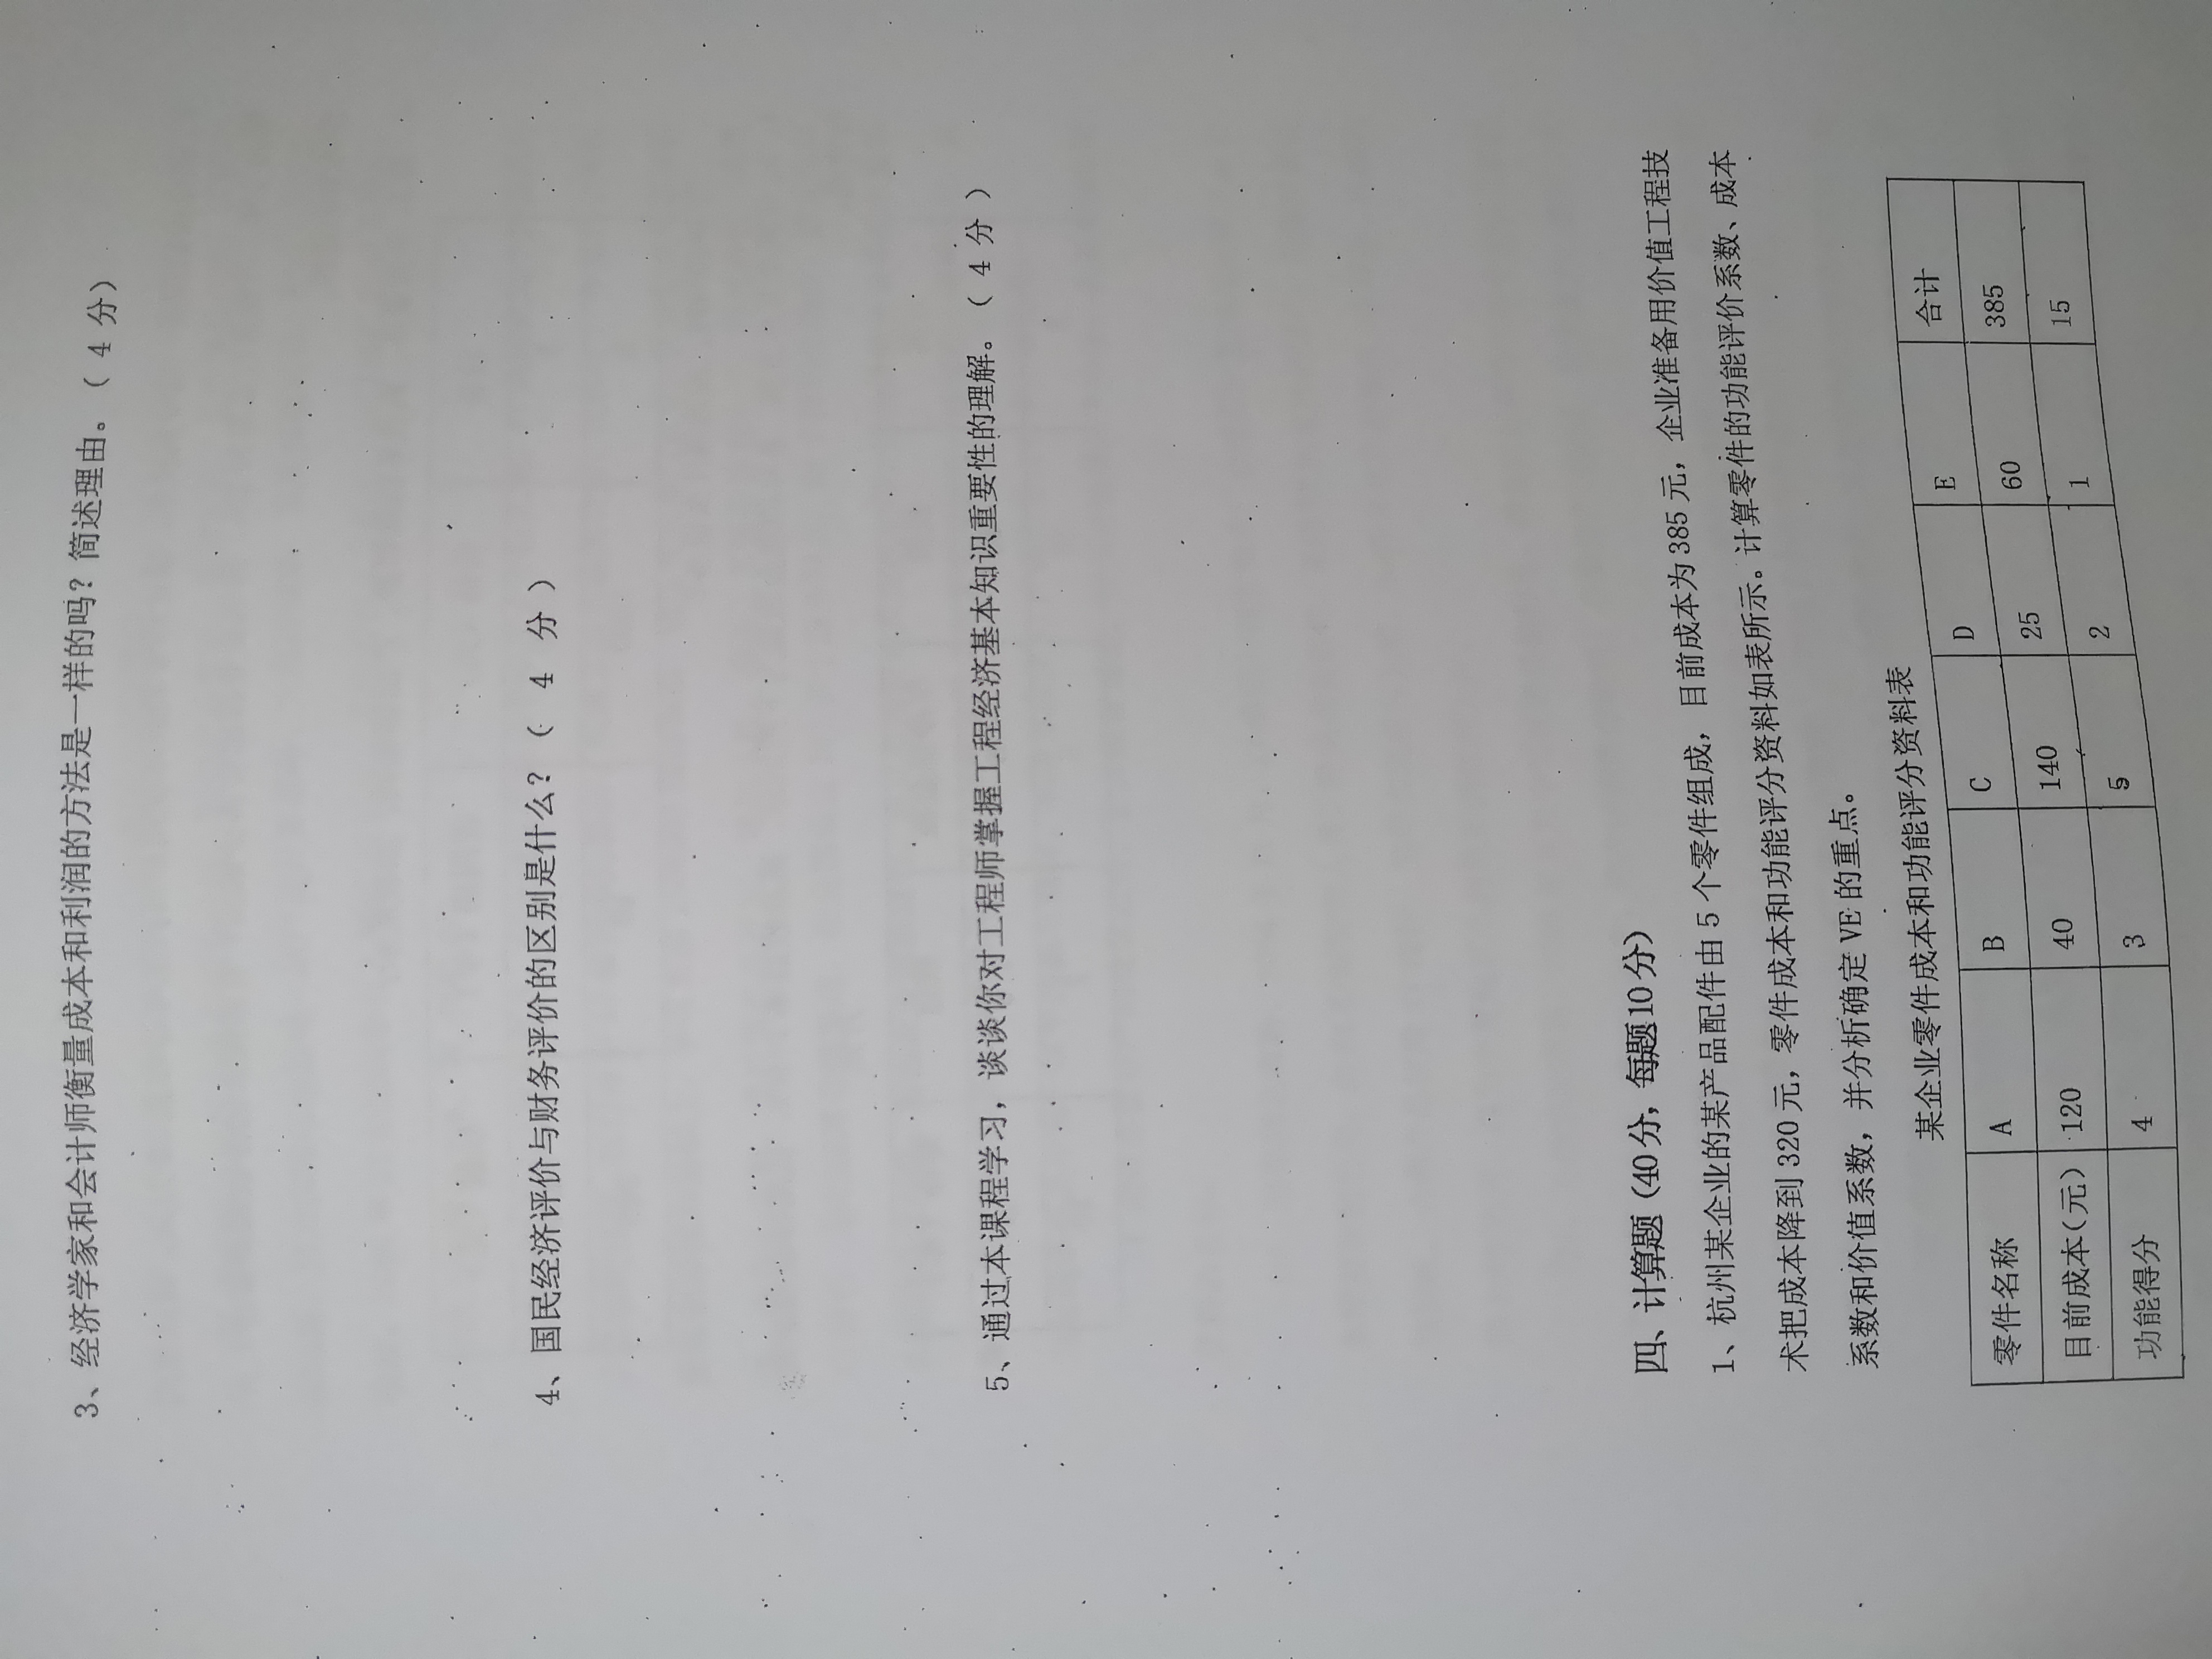 3、经济学家和会计师衡量成本和利润的方法是一样的吗？简述理由。（ 4 分）
4、国民经济评价与财务评价的区别是什么？（ 4 分 ）
5、通过本课程学习，谈谈你对工程师掌握工程经济基本知识重要性的理解。（ 4 分 ）
四、计算题（40分，每题10分）
1、杭州某企业的某产品配件由 5 个零件组成，目前成本为 385 元，企业准备用价值工程技
术把成本降到 320 元，零件成本和功能评分资料如表所示。计算零件的功能评价系数、成本
系数和价值系数，并分析确定 VE 的重点。
某企业零件成本和功能评分资料表
零件名称 A B C D E 合计
目前成本（元） 120 40 140 25 60 385
功能得分 4 3 5 2 1 15